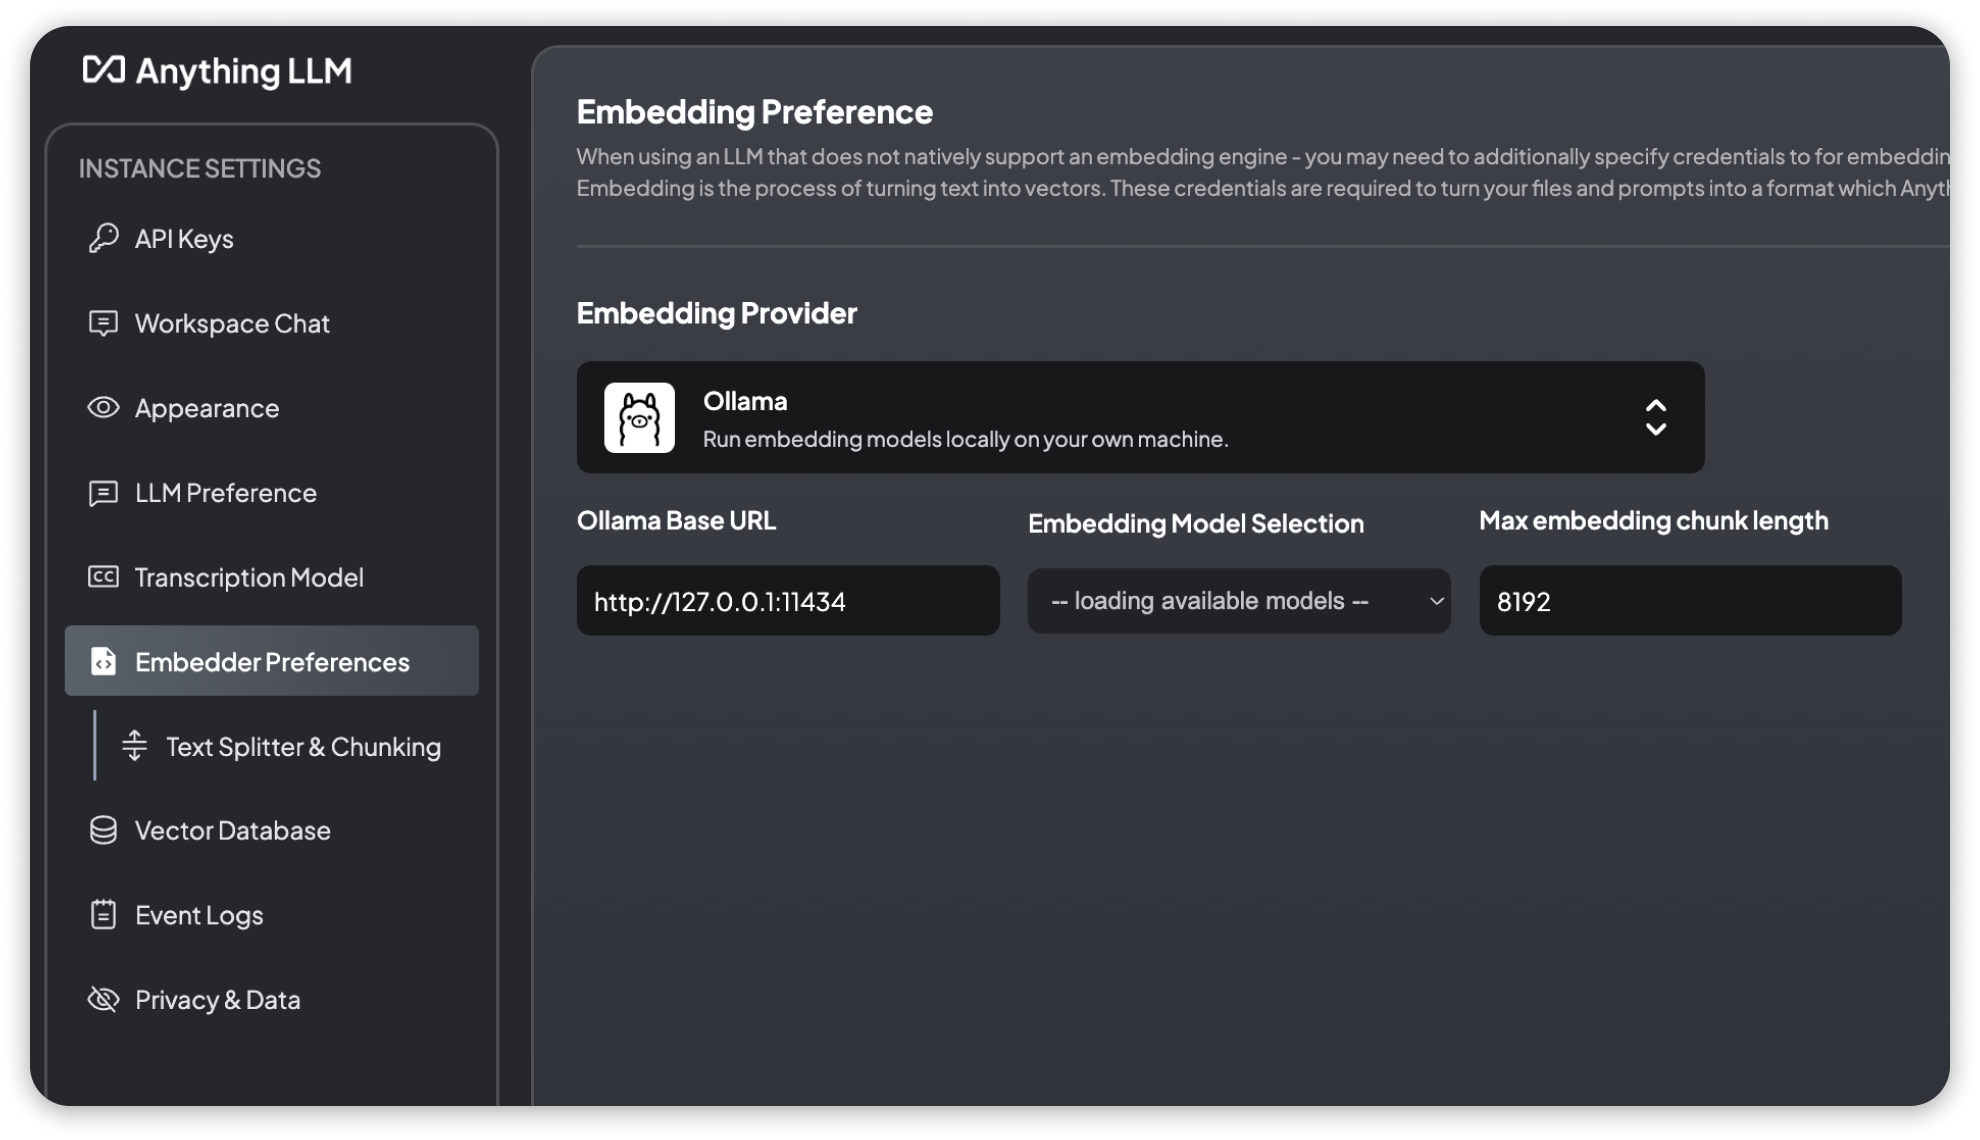 Anything LLM
INSTANCE SETTINGS
API Keys
Workspace Chat
Appearance
LLM Preference
Transcription Model
Embedder Preferences
Text Splitter & Chunking
Vector Database
Event Logs
Privacy & Data
Embedding Preference
When using an LLM that does not natively support an embedding engine - you may need to additionally specify credentials to for embeddin
Embedding is the process of turning text into vectors. These credentials are required to turn your files and prompts into a format which Anyth
Embedding Provider
Ollama
Run embedding models locally on your own machine.
Ollama Base URL
http://127.0.0.1:11434
Embedding Model Selection
-- loading available models --
Max embedding chunk length
8192